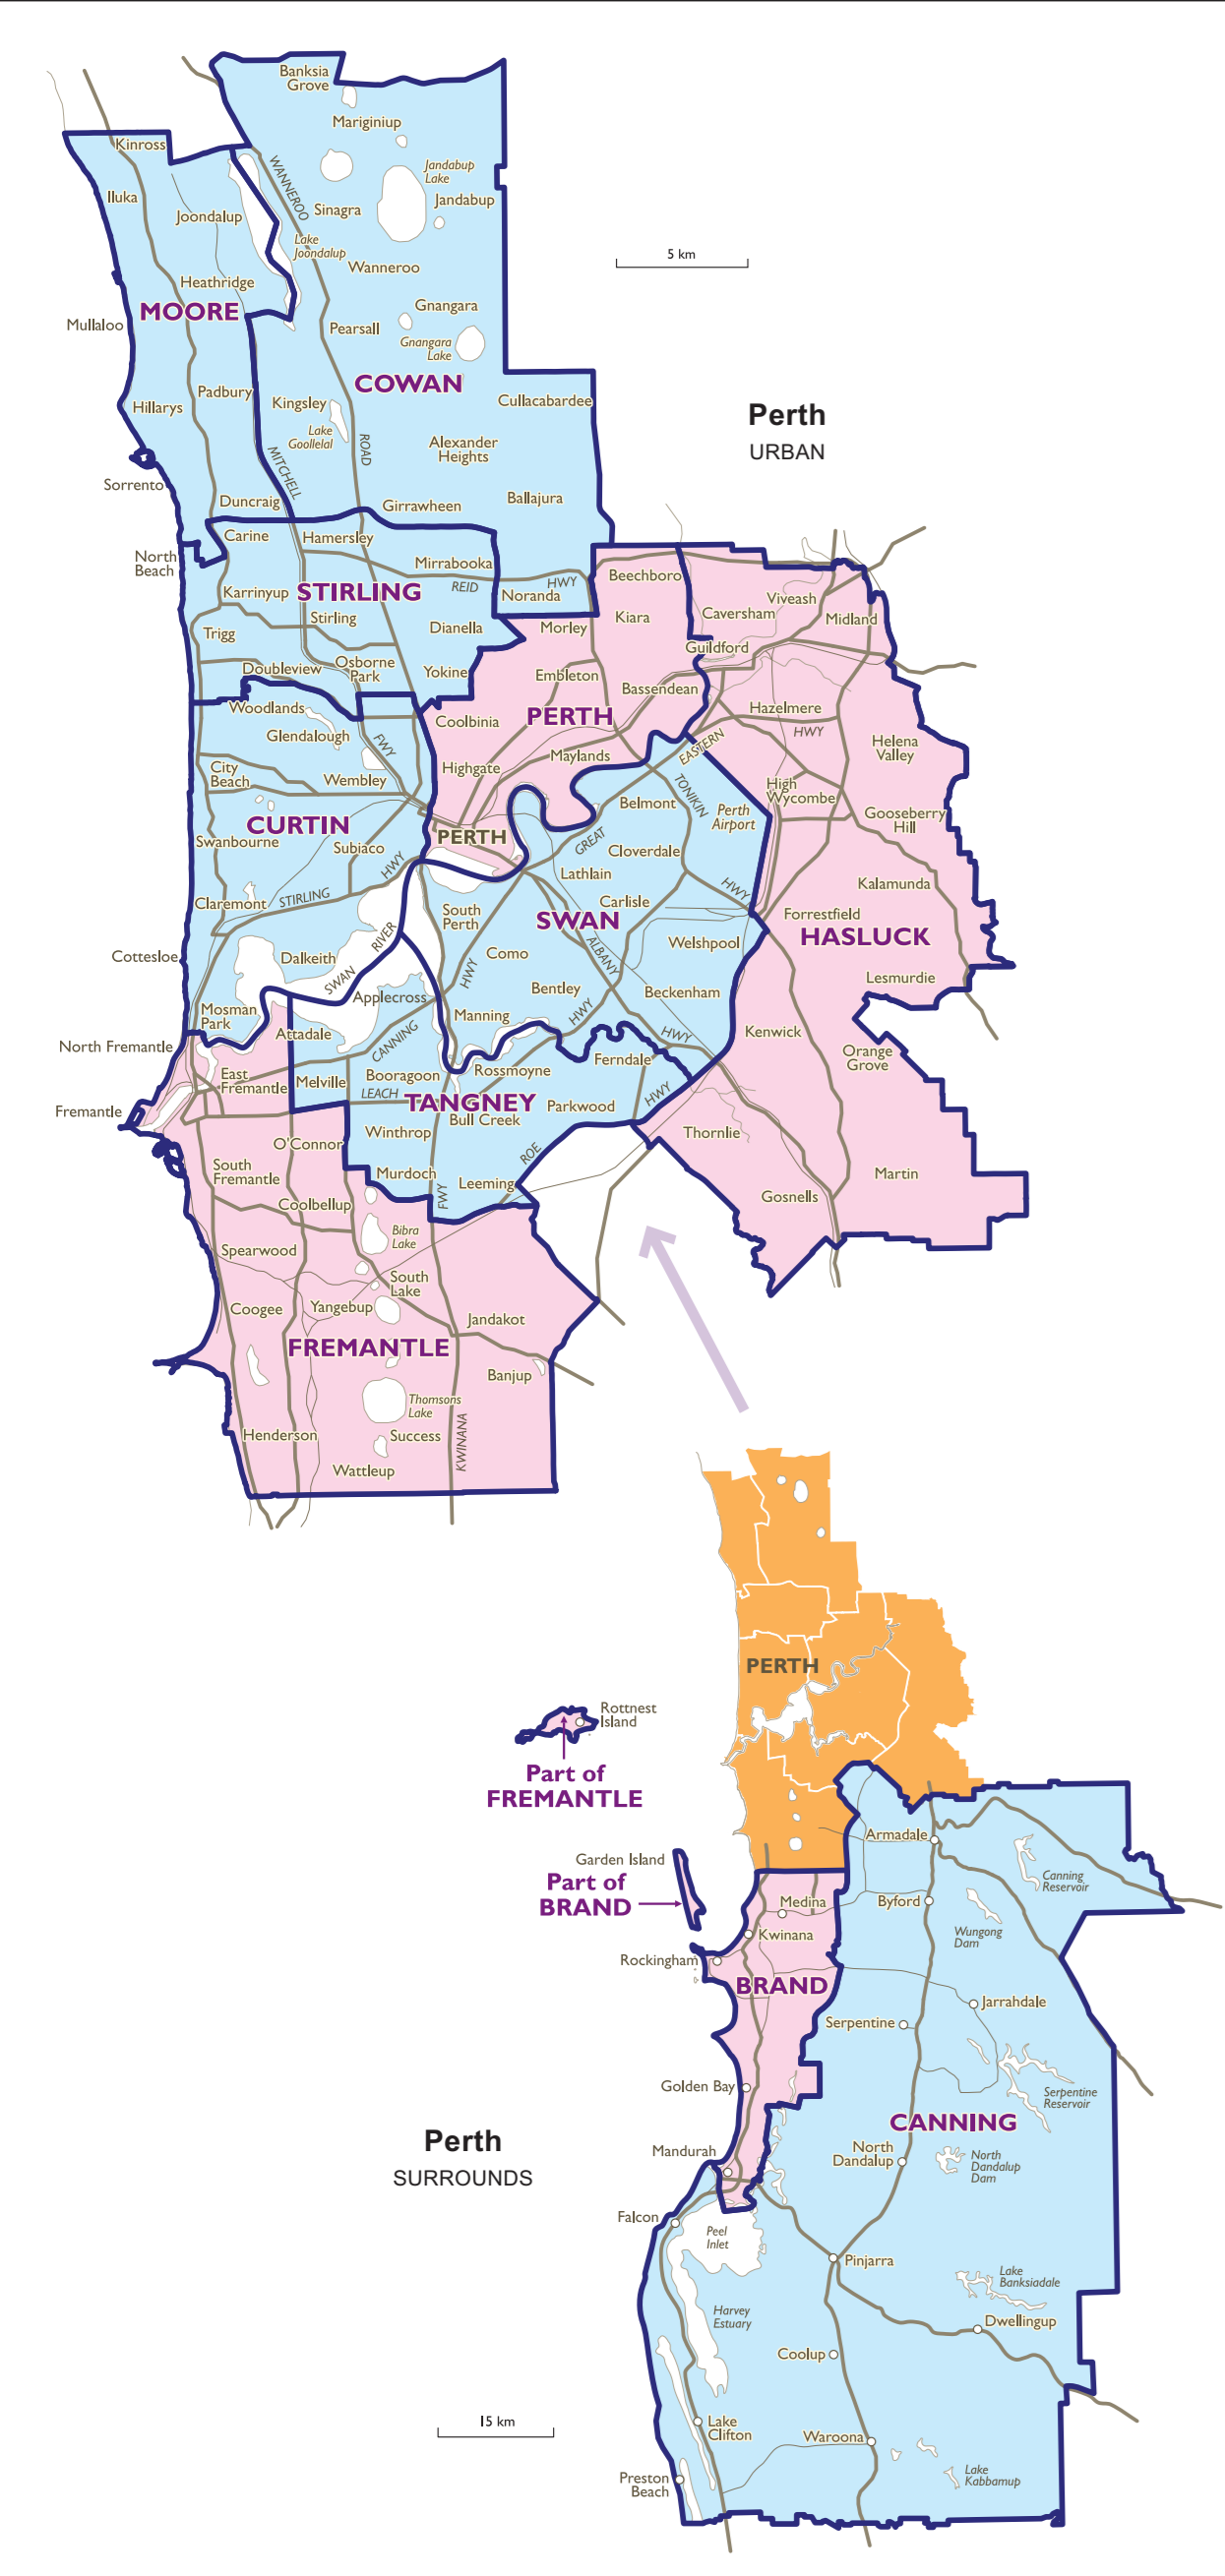 Banksia
Grove
Mariginiup
Kinross
Jandabup
Lake
WANNEROO
Iluka
Jandabup
Sinagra
Joondalup
Lake
Joondalup
5 km
Wanneroo
Heathridge
Gnangara
MOORE
Mullaloo
Pearsall
Gnangara
Lake
COWAN
Padbury
Kingsley
Cullacabardee
Hillarys
Perth
URBAN
Lake
Goollelal
ROAD
Alexander
Heights
MITCHELL
Sorrento
Duncraig
Girrawheen
Ballajura
Carine
Hamersley
North
Beach
Mirrabooka
Beechboro
REID
HWY
Karrinyup
STIRLING
Noranda
Viveash
Stirling
Kiara
Caversham
Midland
Trigg
Dianella
Morley
Guildford
Doubleview
Osborne
Park
Yokine
Embleton
Bassendean
Woodlands
Coolbinia
PERTH
Hazelmere
HWY
Glendalough
FWY
EASTERN
Helena
Valley
Maylands
City
Beach
Wembley
Highgate
High
Wycombe
TONIKIN
Belmont
Perth
Airport
Gooseberry
Hill
CURTIN
PERTH
Swanbourne
Subiaco
GREAT
Cloverdale
HWY
Lathlain
HWY
Kalamunda
Claremont
STIRLING
Carlisle
South
Perth
SWAN
Forrestfield
HASLUCK
RIVER
Welshpool
Cottesloe
Dalkeith
Como
ALBANY
SWAN
HWY
Lesmurdie
Applecross
Bentley
Beckenham
Mosman
Park
Manning
HWY
Attadale
CANNING
HWY
Kenwick
North Fremantle
Orange
Grove
Ferndale
East
Fremantle
Melville
Booragoon
Rossmoyne
LEACH
HWY
TANGNEY
Parkwood
Fremantle
Bull Creek
Winthrop
Thornlie
O'Connor
ROE
South
Fremantle
Murdoch
Leeming
Martin
FWY
Gosnells
Coolbellup
Bibra
Lake
Spearwood
South
Lake
Coogee
Yangebup
Jandakot
FREMANTLE
Banjup
Thomsons
Lake
Henderson
Success
KWINANA
Wattleup
PERTH
Rottnest
Island
Part of
FREMANTLE
Armadale
Garden Island
Canning
Reservoir
Part of
BRAND
Medina
Byford
Kwinana
Wungong
Dam
Rockingham
BRAND
Jarrahdale
Serpentine
Golden Bay
Serpentine
Reservoir
CANNING
Perth
SURROUNDS
Mandurah
North
Dandalup
North
Dandalup
Dam
Falcon
Peel
Inlet
Pinjarra
Lake
Banksiadale
Harvey
Estuary
Dwellingup
Coolup
15 km
Lake
Clifton
Waroona
Preston
Beach
Lake
Kabbamup